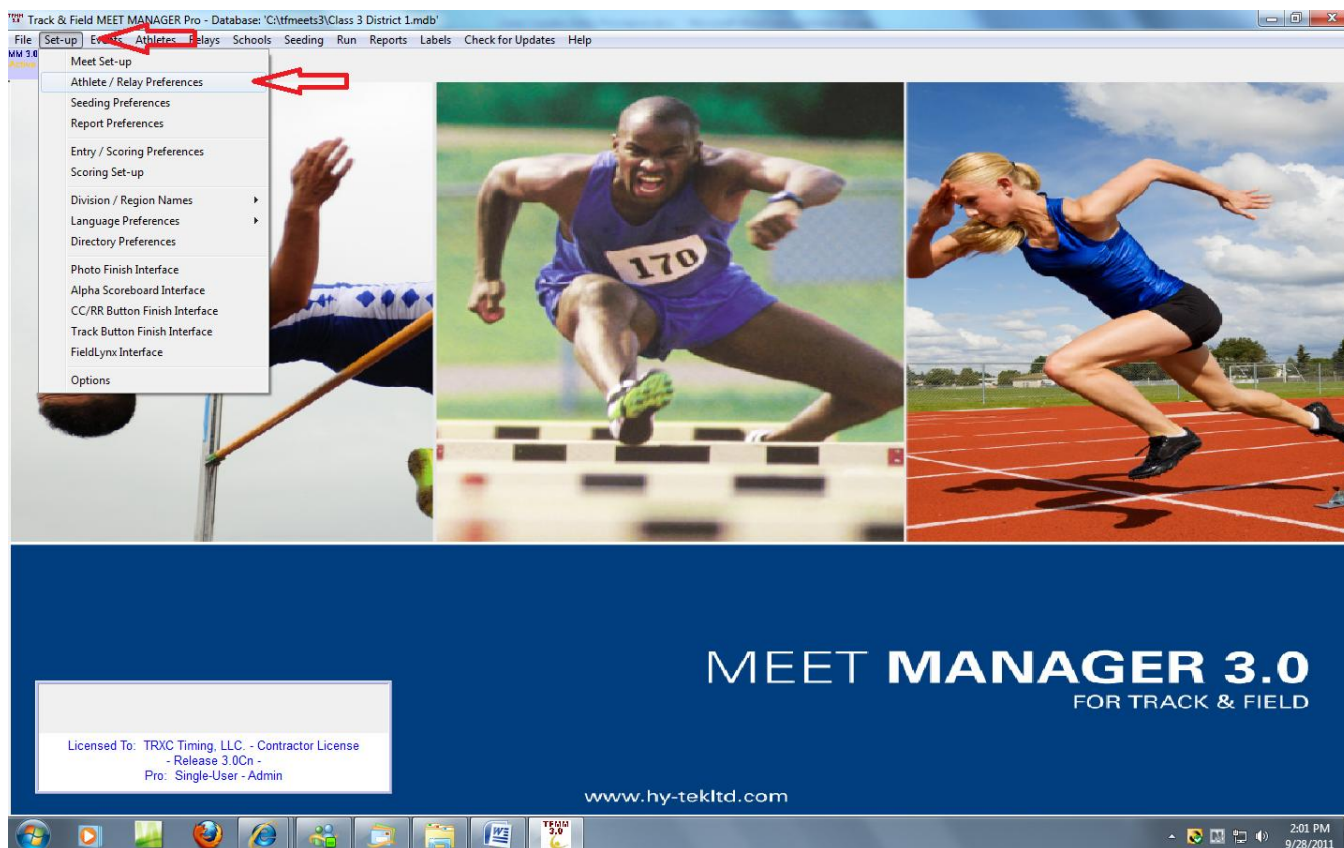 Track & Field MEET MANAGER Pro - Database: 'C:\tfmeets3\Class 3 District 1.mdb'
File Set-up Events Athletes Relays Schools Seeding Run Reports Labels Check for Updates Help
MM 3.0
Meet Set-up
Athlete / Relay Preferences
Seeding Preferences
Report Preferences
Entry / Scoring Preferences
Scoring Set-up
Division / Region Names
Language Preferences
Directory Preferences
Photo Finish Interface
Alpha Scoreboard Interface
CC/RR Button Finish Interface
Track Button Finish Interface
FieldLynx Interface
Options
170
MEET MANAGER 3.0
FOR TRACK & FIELD
Licensed To: TRXC Timing, LLC. - Contractor License
- Release 3.0Cn -
Pro: Single-User - Admin
www.hy-tekltd.com
TFMM
3.0
2:01 PM
9/28/2011